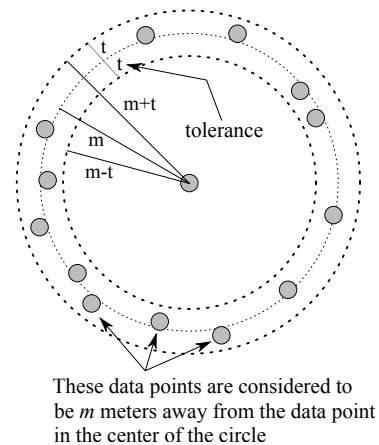 t
t
m+t
tolerance
m
m-t
These data points are considered to
be m meters away from the data point
in the center of the circle